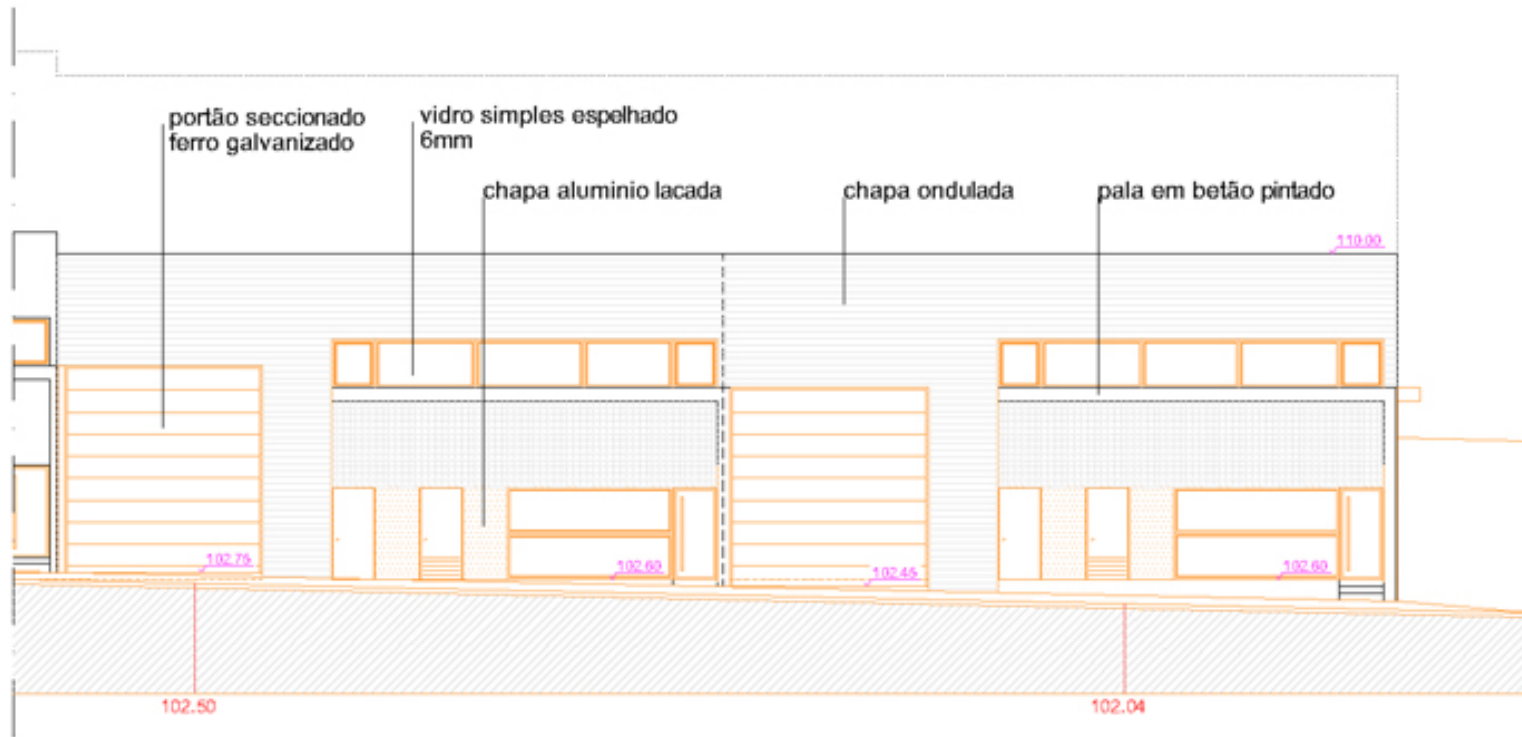 portão seccionado
ferro galvanizado
vidro simples espelhado
6mm
chapa aluminio lacada
chapa ondulada
pala em betão pintado
110.00
102.75
102.60
102.45
102.60
102.50
102.04